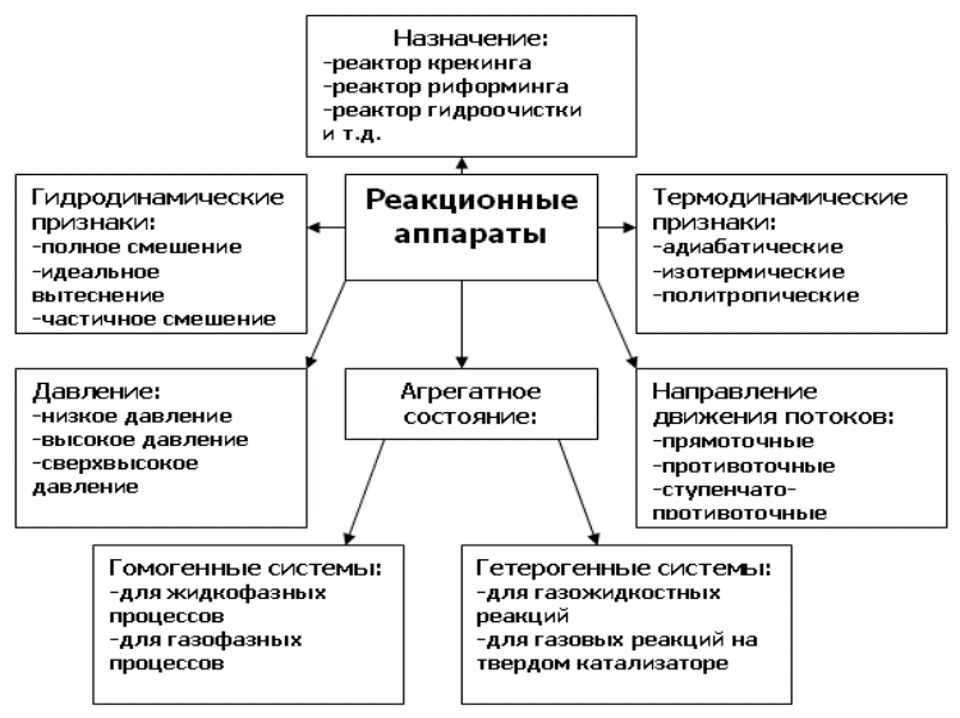 Назначение:
-реактор крекинга
-реактор риформинга
-реактор гидроочистки
и т.д.
Гидродинамические
признаки:
-полное смешение
-идеальное
вытеснение
-частичное смешение
Реакционные
аппараты
Термодинамические
признаки:
-адиабатические
-изотермические
-политропические
Давление:
-низкое давление
-высокое давление
-сверхвысокое
давление
Агрегатное
состояние:
Направление
движения потоков:
-прямоточные
-противоточные
-ступенчато-
противоточные
Гомогенные системы:
-для жидкофазных
процессов
-для газофазных
процессов
Гетерогенные системы:
-для газожидкостных
реакций
-для газовых реакций на
твердом катализаторе